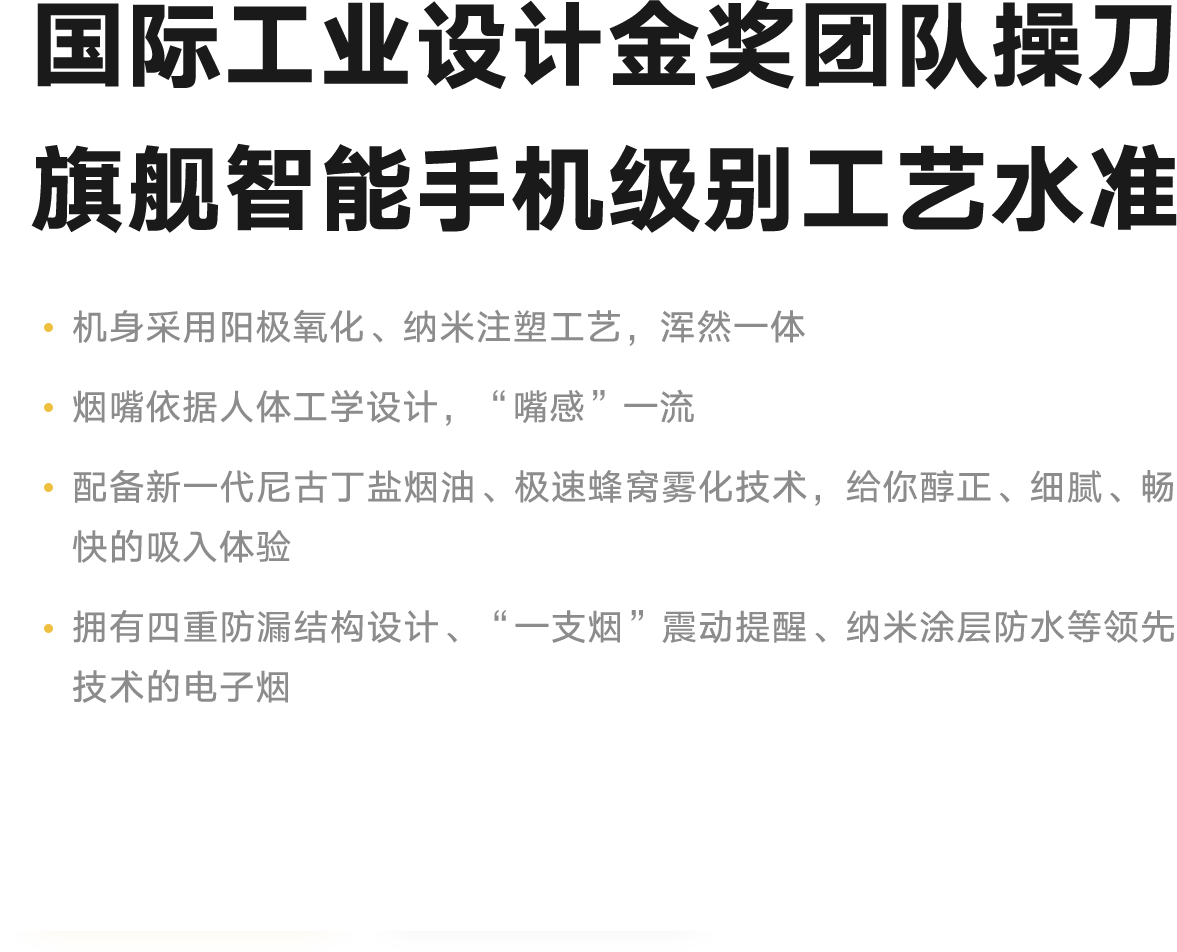 国际工业设计金奖团队操刀
旗舰智能手机级别工艺水准
• 机身采用阳极氧化、纳米注塑工艺，浑然一体
• 烟嘴依据人体工学设计，“嘴感”一流
• 配备新一代尼古丁盐烟油、极速蜂窝雾化技术，给你醇正、细腻、畅
快的吸入体验
• 拥有四重防漏结构设计、“一支烟”震动提醒、纳米涂层防水等领先
技术的电子烟